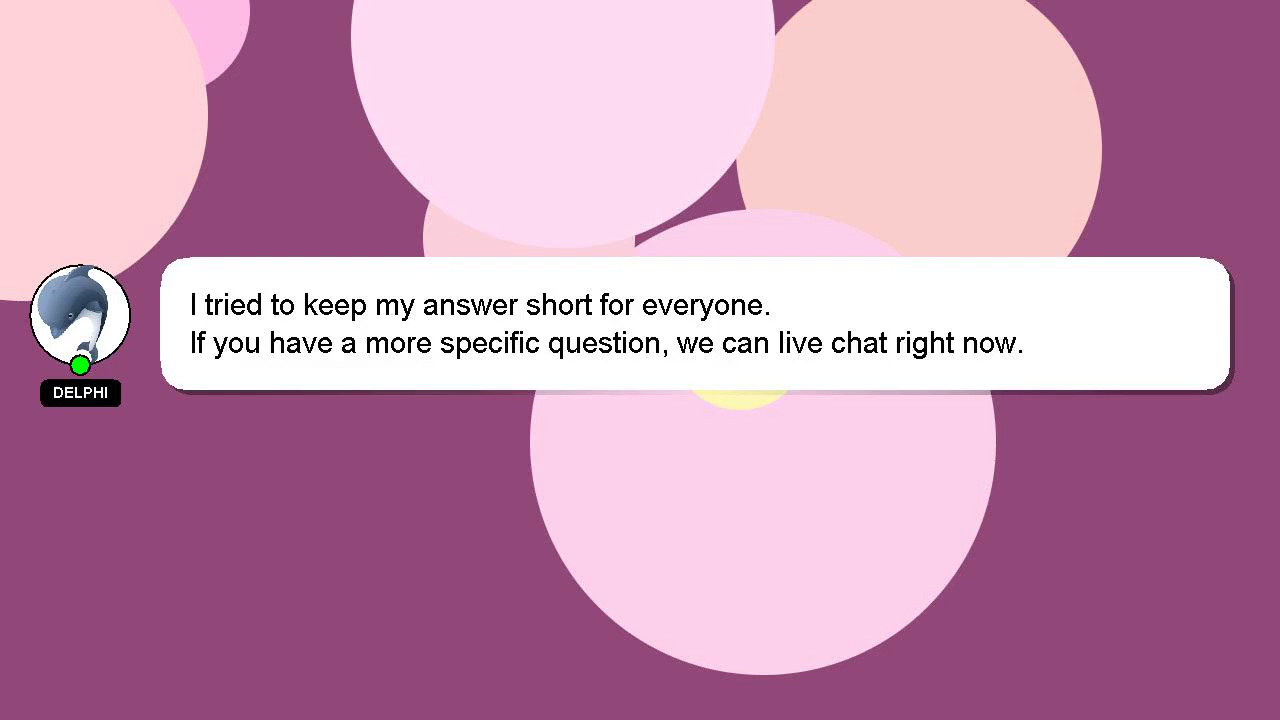 I tried to keep my answer short for everyone.
If you have a more specific question, we can live chat right now.
DELPHI